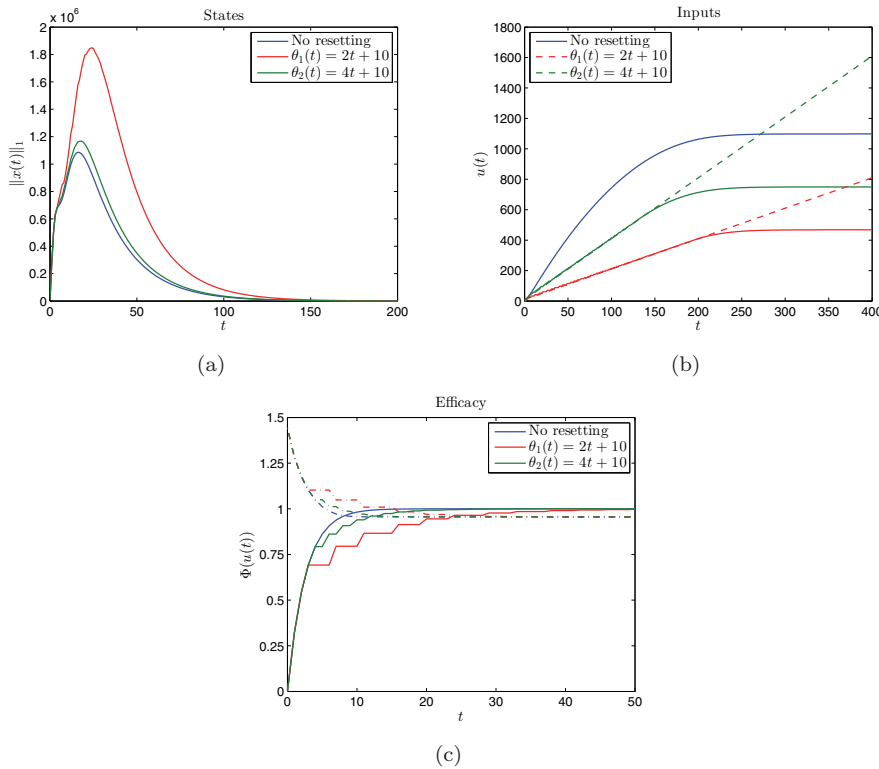 States
x 10⁶
2
1.8
1.6
1.4
1.2
1
0.8
0.6
0.4
0.2
0
‖x(t)‖₁
0 50 100 150 200
t
No resetting
θ₁(t) = 2t + 10
θ₂(t) = 4t + 10
(a)
Inputs
1800
1600
1400
1200
1000
800
600
400
200
0
u(t)
0 50 100 150 200 250 300 350 400
t
No resetting
θ₁(t) = 2t + 10
θ₂(t) = 4t + 10
(b)
Efficacy
1.5
1.25
1
0.75
0.5
0.25
0
Φ(u(t))
0 10 20 30 40 50
t
No resetting
θ₁(t) = 2t + 10
θ₂(t) = 4t + 10
(c)